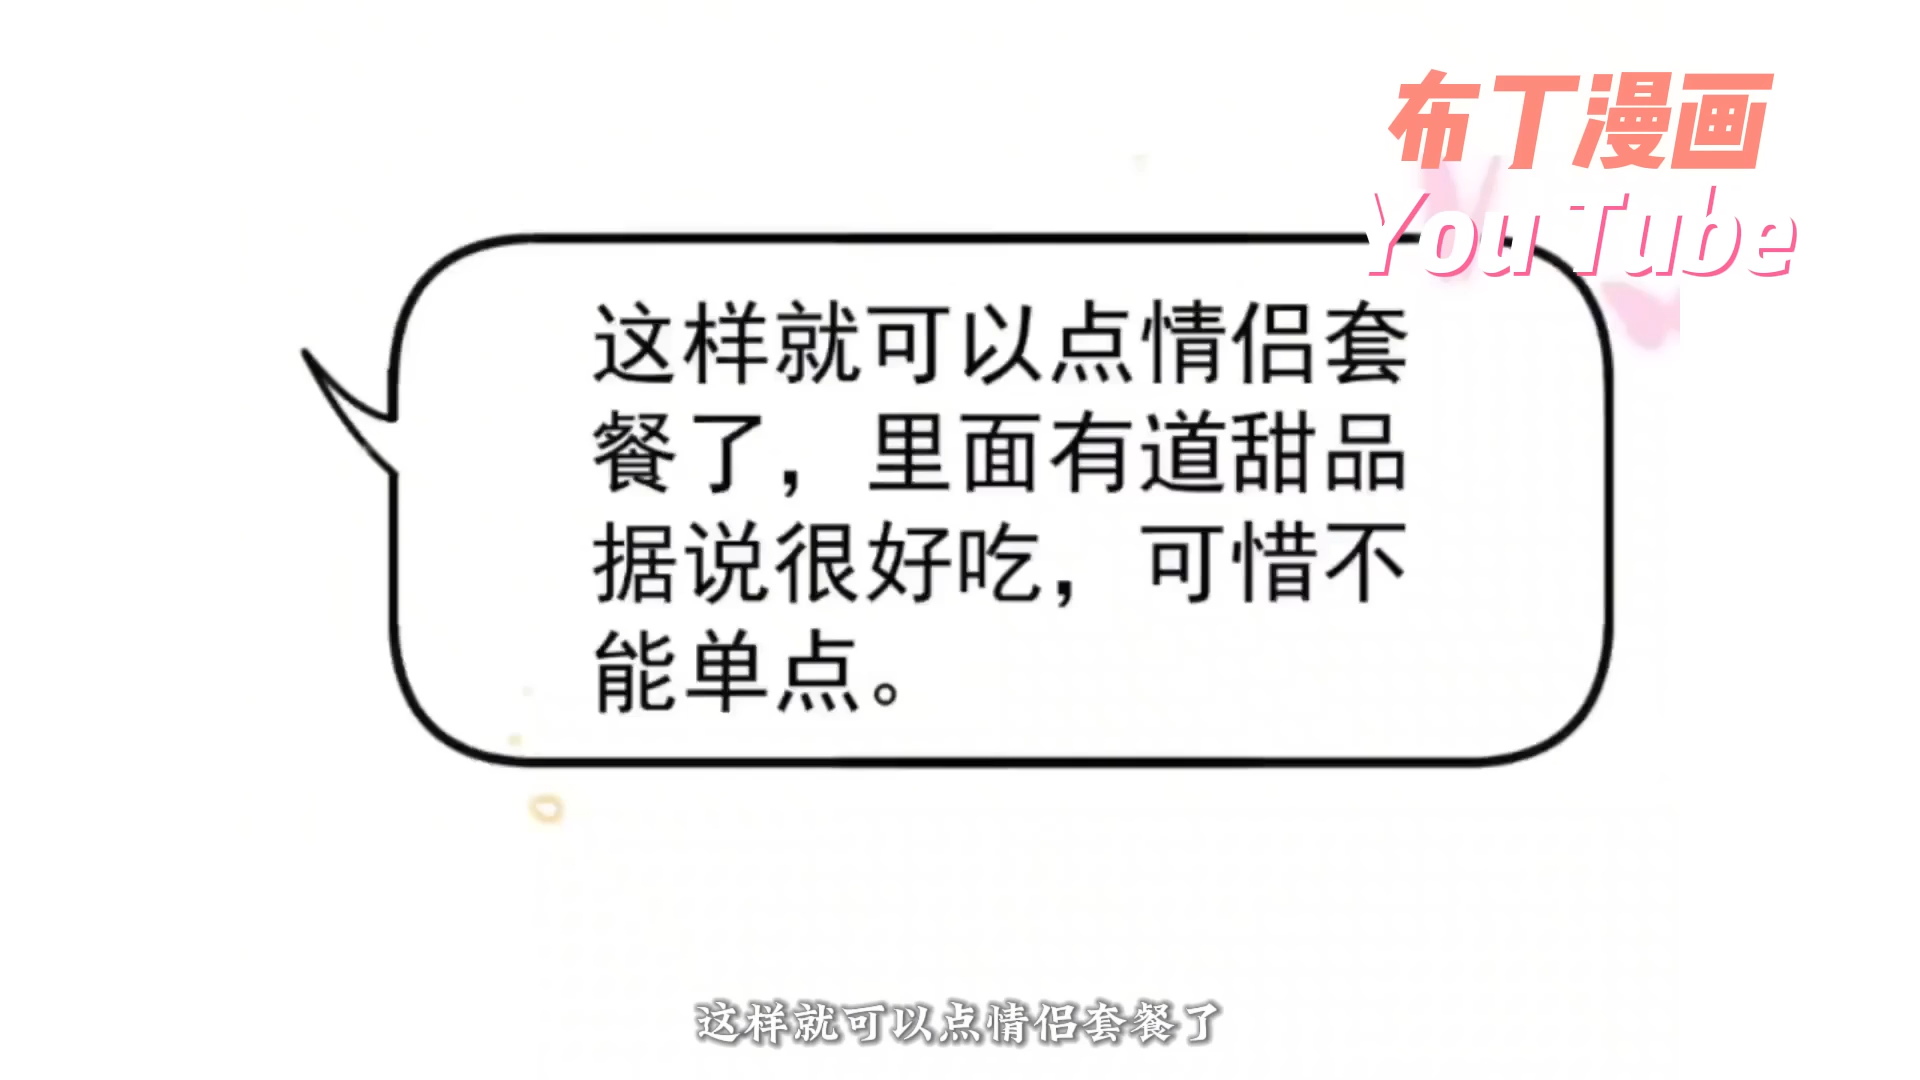 布丁漫画
YouTube
这样就可以点情侣套
餐了，里面有道甜品
据说很好吃，可惜不
能单点。
这样就可以点情侣套餐了